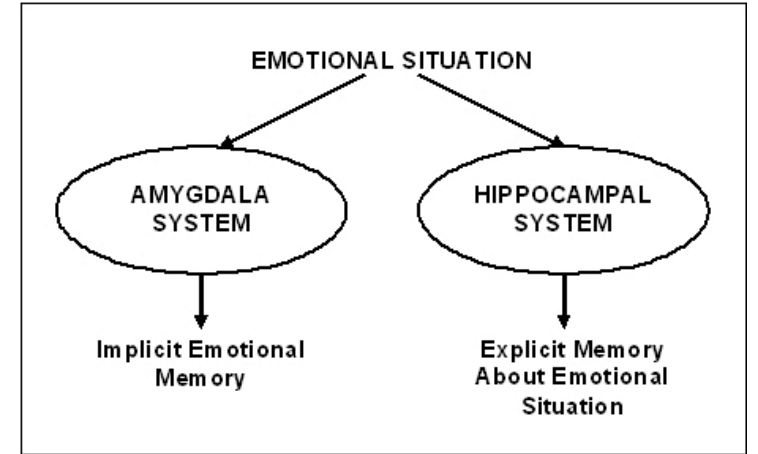 EMOTIONAL SITUATION
AMYGDALA
SYSTEM
HIPPOCAMPAL
SYSTEM
Implicit Emotional
Memory
Explicit Memory
About Emotional
Situation